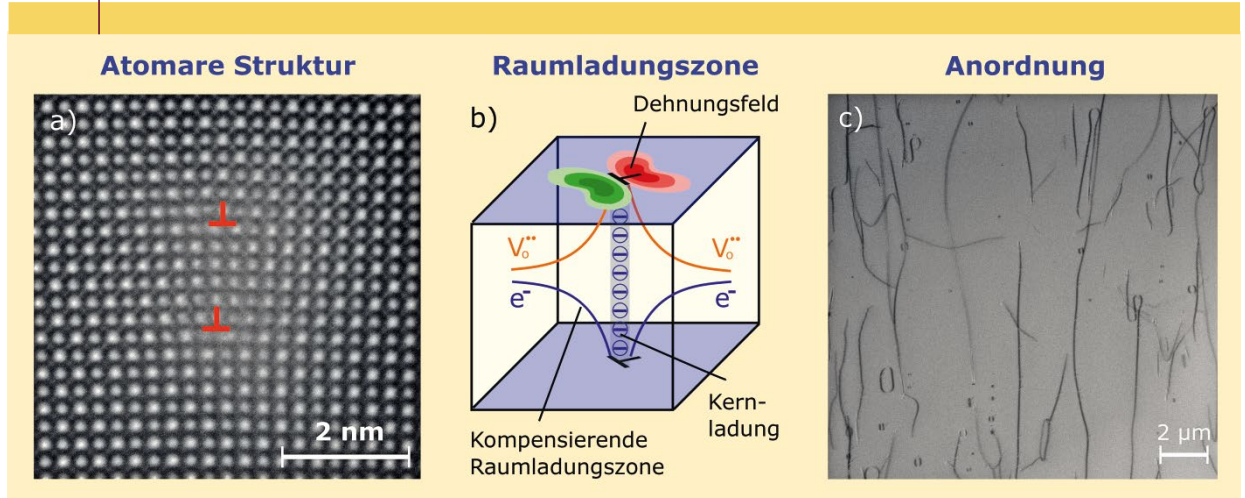 Atomare Struktur
Raumladungszone
Anordnung
a)
2 nm
b)
Dehnungsfeld
V₀•• V₀••
e⁻ e⁻
Kompensierende
Raumladungszone
Kern-
ladung
c)
2 µm